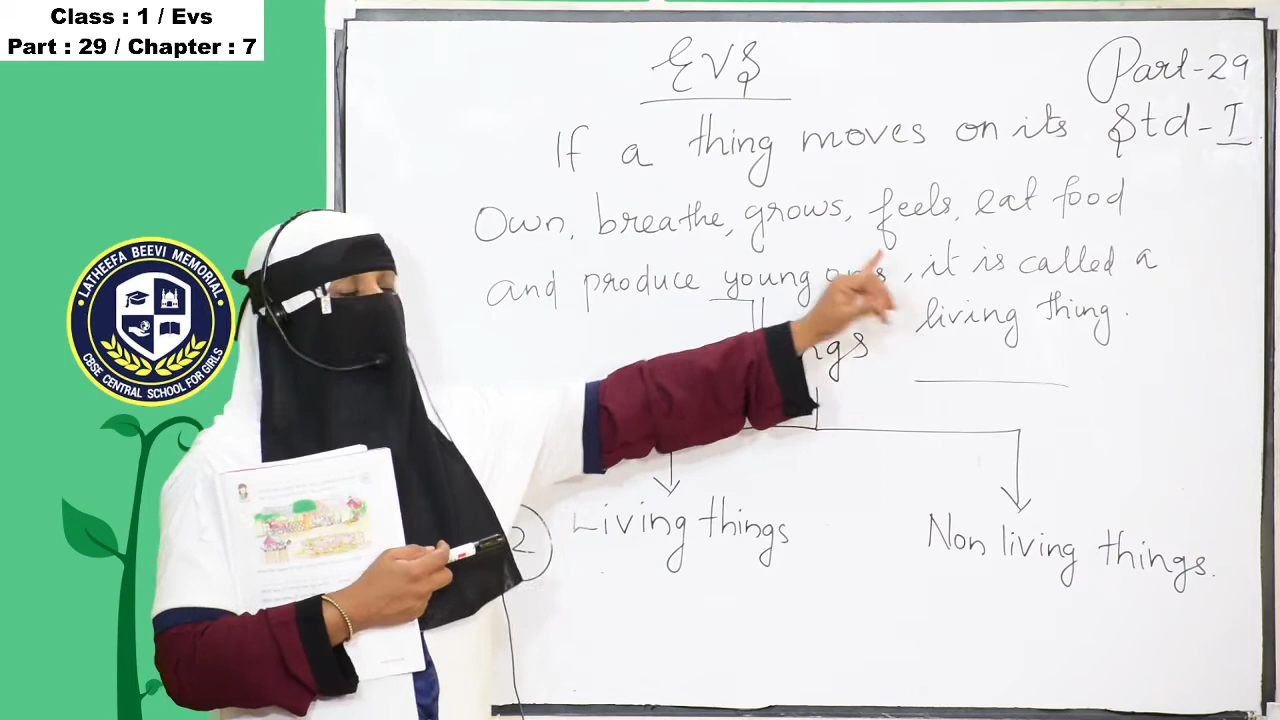 Class : 1 / Evs
Part : 29 / Chapter : 7
EVS
Part-29
Std-I
If a thing moves on its
Own, breathe, grows, feels, eat food
and produce young , it is called a
living thing.
2
Living things
Non living things.
LATHEEFA BEEVI MEMORIAL
CBSE CENTRAL SCHOOL FOR GIRLS